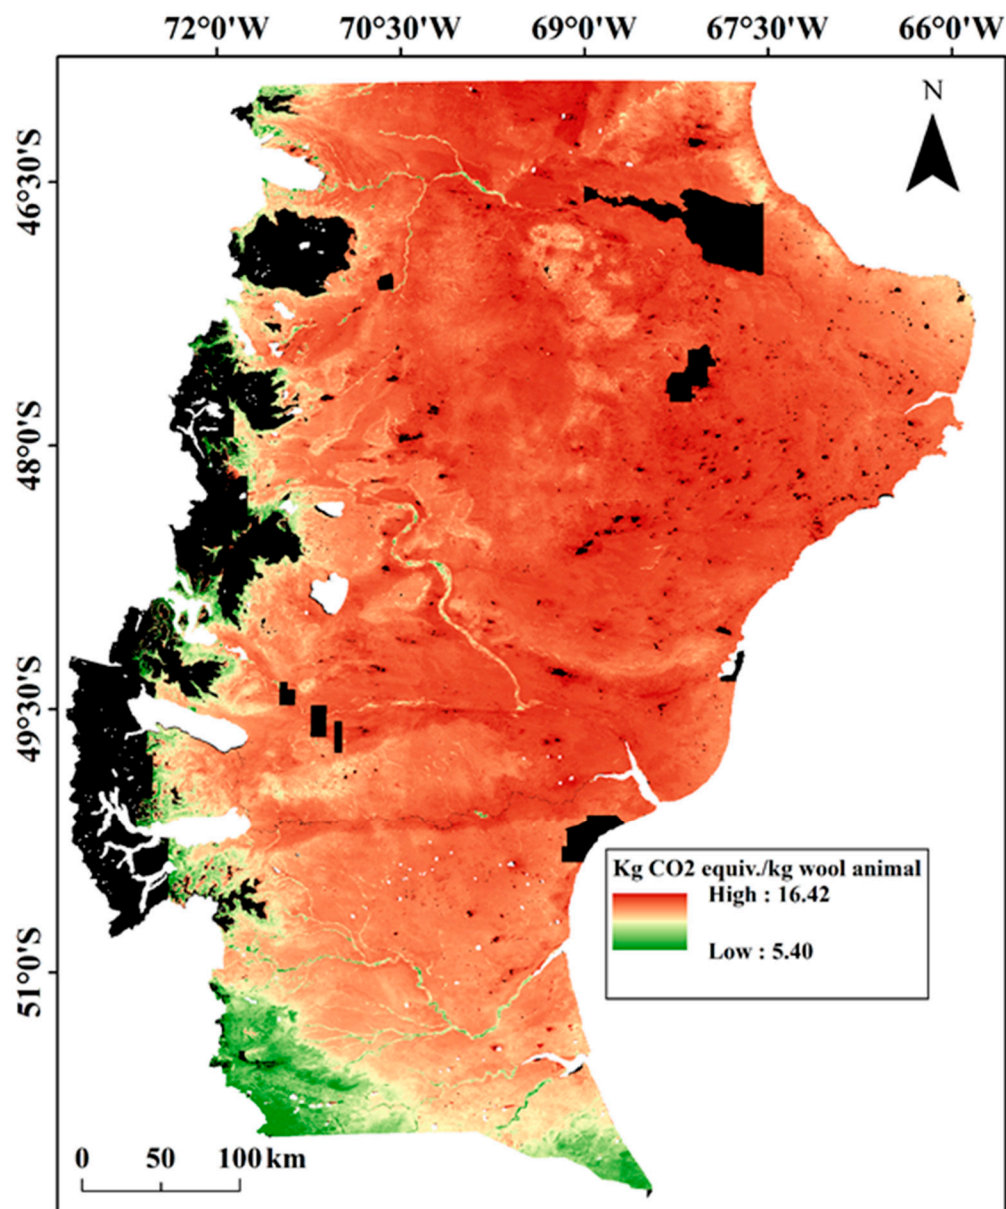 72°0'W 70°30'W 69°0'W 67°30'W 66°0'W
N
46°30'S
48°0'S
49°30'S
51°0'S
Kg CO2 equiv./kg wool animal
High : 16.42
Low : 5.40
0 50 100 km